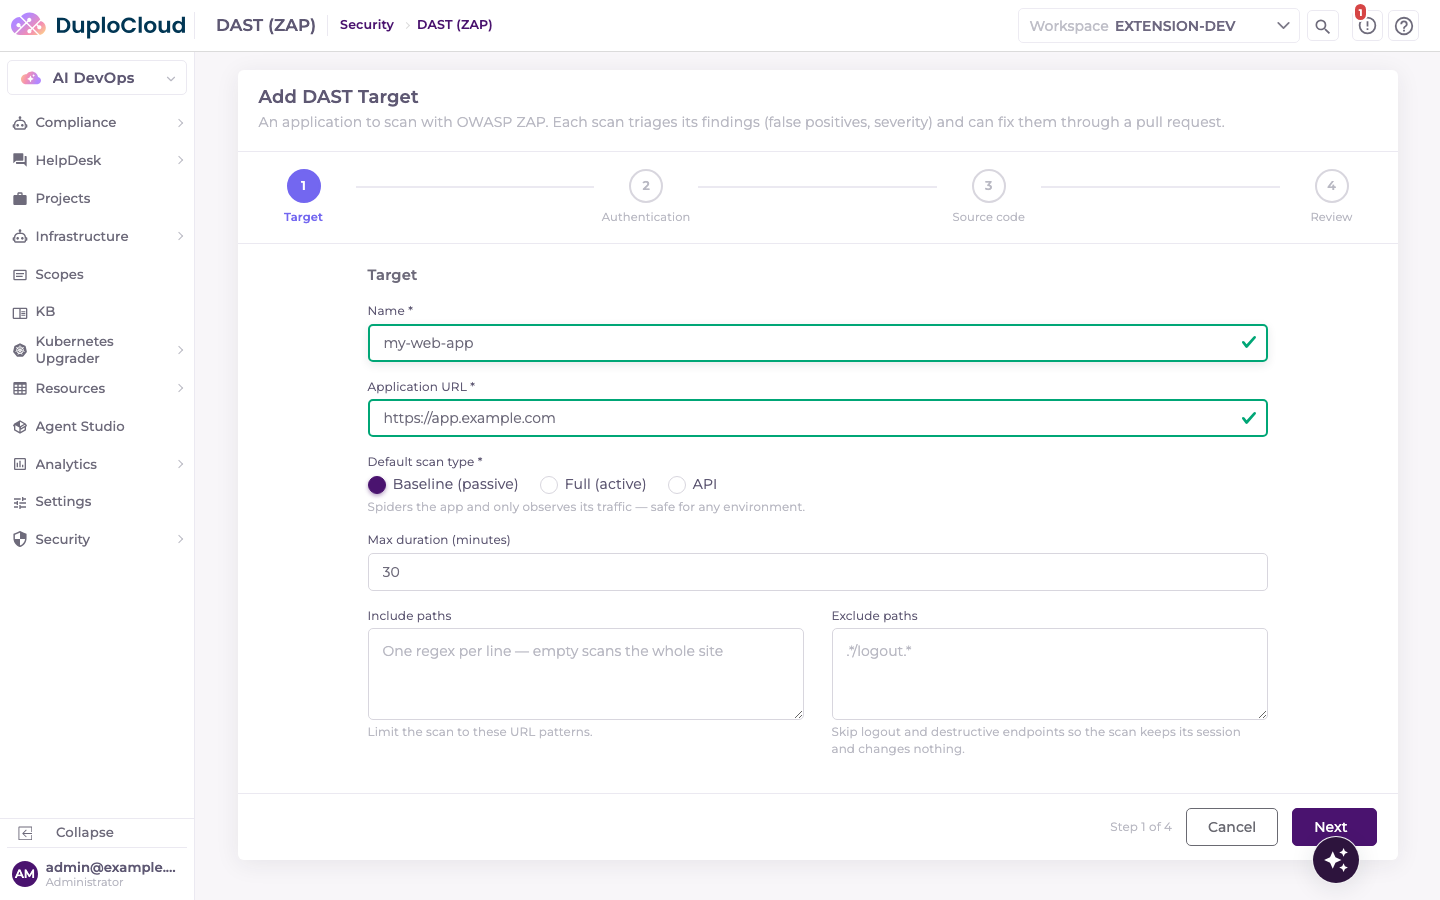 DuploCloud
DAST (ZAP)
Security
DAST (ZAP)
Workspace EXTENSION-DEV
1
AI DevOps
Compliance
HelpDesk
Projects
Infrastructure
Scopes
KB
Kubernetes
Upgrader
Resources
Agent Studio
Analytics
Settings
Security
Collapse
AM
admin@example....
Administrator
Add DAST Target
An application to scan with OWASP ZAP. Each scan triages its findings (false positives, severity) and can fix them through a pull request.
1
Target
2
Authentication
3
Source code
4
Review
Target
Name *
my-web-app
Application URL *
https://app.example.com
Default scan type *
Baseline (passive)
Full (active)
API
Spiders the app and only observes its traffic — safe for any environment.
Max duration (minutes)
30
Include paths
One regex per line — empty scans the whole site
Limit the scan to these URL patterns.
Exclude paths
.*/logout.*
Skip logout and destructive endpoints so the scan keeps its session
and changes nothing.
Step 1 of 4
Cancel
Next